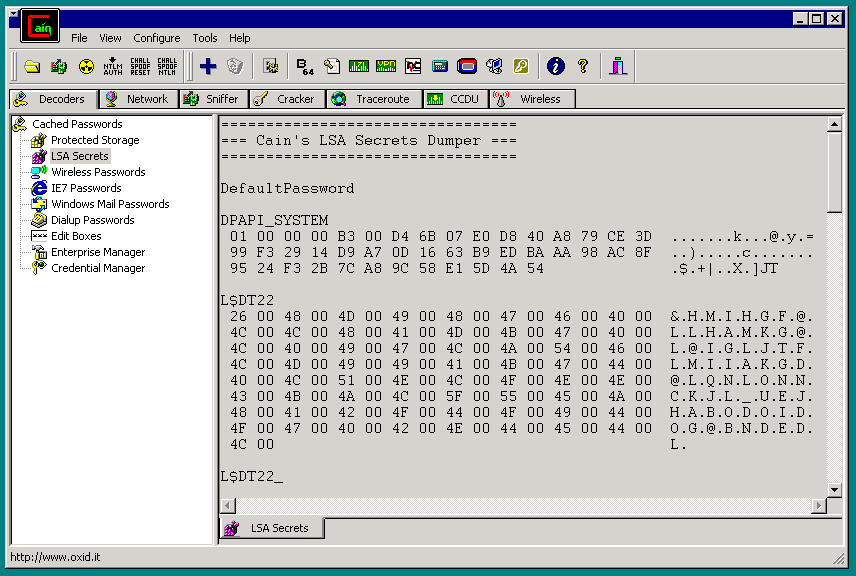 Cain
File View Configure Tools Help
NTLM AUTH
CHALL SPOOF RESET
CHALL SPOOF NTLM
B64
Decoders Network Sniffer Cracker Traceroute CCDU Wireless
Cached Passwords
Protected Storage
LSA Secrets
Wireless Passwords
IE7 Passwords
Windows Mail Passwords
Dialup Passwords
Edit Boxes
Enterprise Manager
Credential Manager
=================================
=== Cain's LSA Secrets Dumper ===
=================================
DefaultPassword
DPAPI_SYSTEM
01 00 00 00 B3 00 D4 6B 07 E0 D8 40 A8 79 CE 3D .......k...@.y.=
99 F3 29 14 D9 A7 0D 16 63 B9 ED BA AA 98 AC 8F ..).....c.......
95 24 F3 2B 7C A8 9C 58 E1 5D 4A 54 .$.+|..X.]JT
L$DT22
26 00 48 00 4D 00 49 00 48 00 47 00 46 00 40 00 &.H.M.I.H.G.F.@.
4C 00 4C 00 48 00 41 00 4D 00 4B 00 47 00 40 00 L.L.H.A.M.K.G.@.
4C 00 40 00 49 00 47 00 4C 00 4A 00 54 00 46 00 L.@.I.G.L.J.T.F.
4C 00 4D 00 49 00 49 00 41 00 4B 00 47 00 44 00 L.M.I.I.A.K.G.D.
40 00 4C 00 51 00 4E 00 4C 00 4F 00 4E 00 4E 00 @.L.Q.N.L.O.N.N.
43 00 4B 00 4A 00 4C 00 5F 00 55 00 45 00 4A 00 C.K.J.L._.U.E.J.
48 00 41 00 42 00 4F 00 44 00 4F 00 49 00 44 00 H.A.B.O.D.O.I.D.
4F 00 47 00 40 00 42 00 4E 00 44 00 45 00 44 00 O.G.@.B.N.D.E.D.
4C 00 L.
L$DT22_
LSA Secrets
http://www.oxid.it